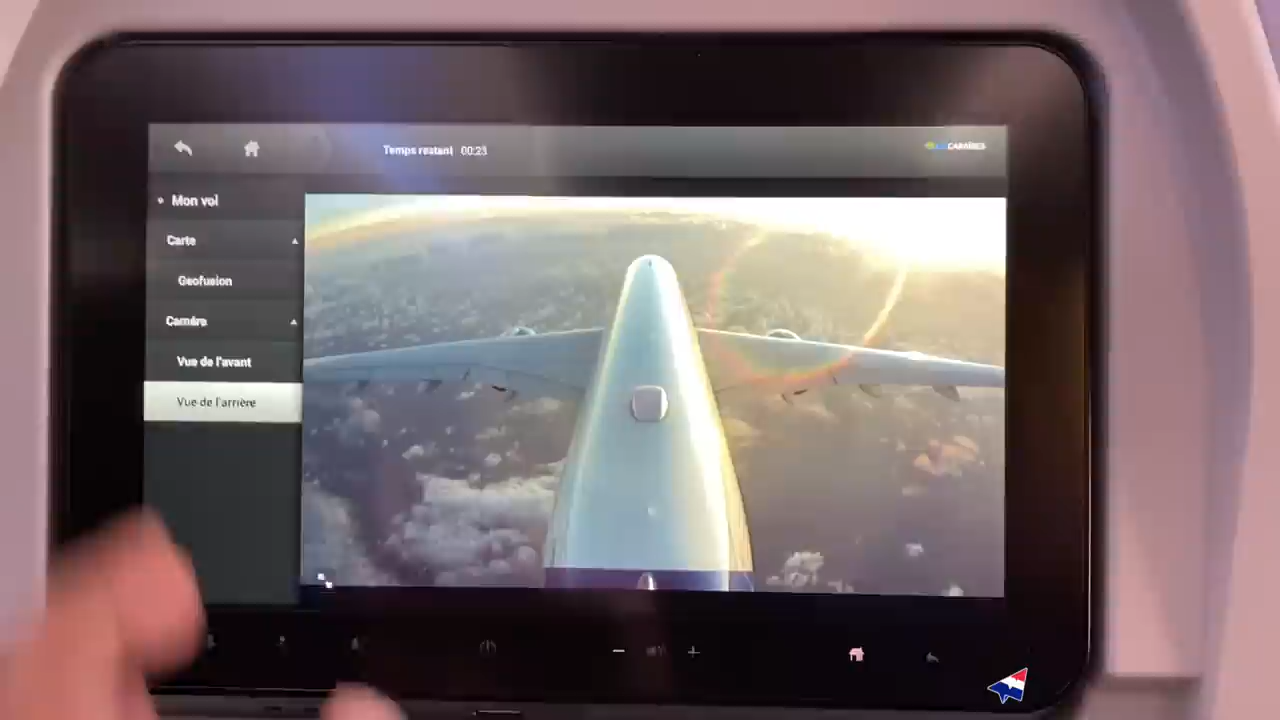 Temps restant 00:23
CARAÏBES
Mon vol
Carte
Geofusion
Caméra
Vue de l'avant
Vue de l'arrière